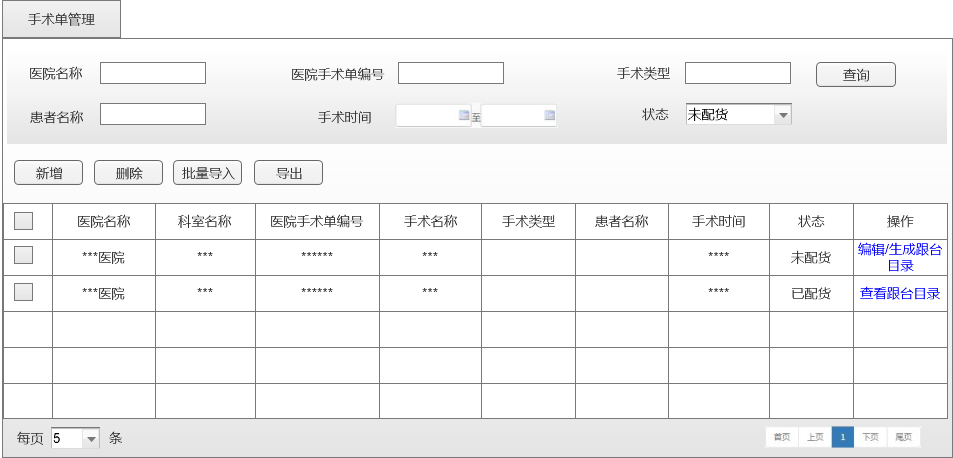 手术单管理
医院名称 医院手术单编号 手术类型 查询
患者名称 手术时间 至 状态 未配货
新增 删除 批量导入 导出
医院名称 科室名称 医院手术单编号 手术名称 手术类型 患者名称 手术时间 状态 操作
***医院 *** ****** *** **** 未配货 编辑/生成跟台
目录
***医院 *** ****** *** **** 已配货 查看跟台目录
每页 5 条 首页 上页 1 下页 尾页